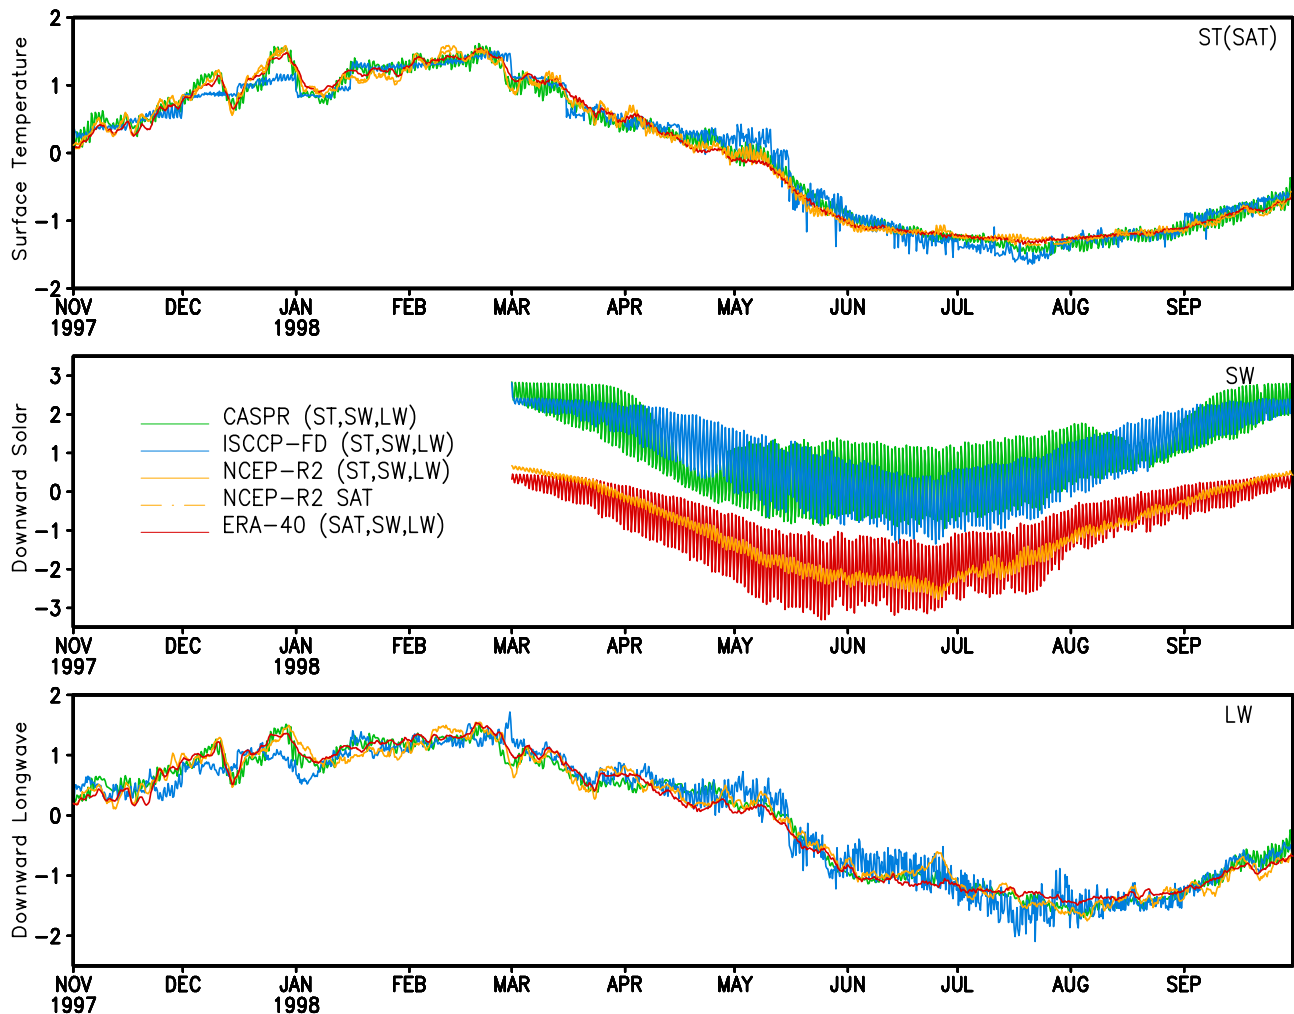 ST(SAT)
Surface Temperature
2
1
0
-1
-2
NOV DEC JAN FEB MAR APR MAY JUN JUL AUG SEP
1997 1998
SW
Downward Solar
3
2
1
0
-1
-2
-3
CASPR (ST,SW,LW)
ISCCP-FD (ST,SW,LW)
NCEP-R2 (ST,SW,LW)
NCEP-R2 SAT
ERA-40 (SAT,SW,LW)
NOV DEC JAN FEB MAR APR MAY JUN JUL AUG SEP
1997 1998
LW
Downward Longwave
2
1
0
-1
-2
NOV DEC JAN FEB MAR APR MAY JUN JUL AUG SEP
1997 1998